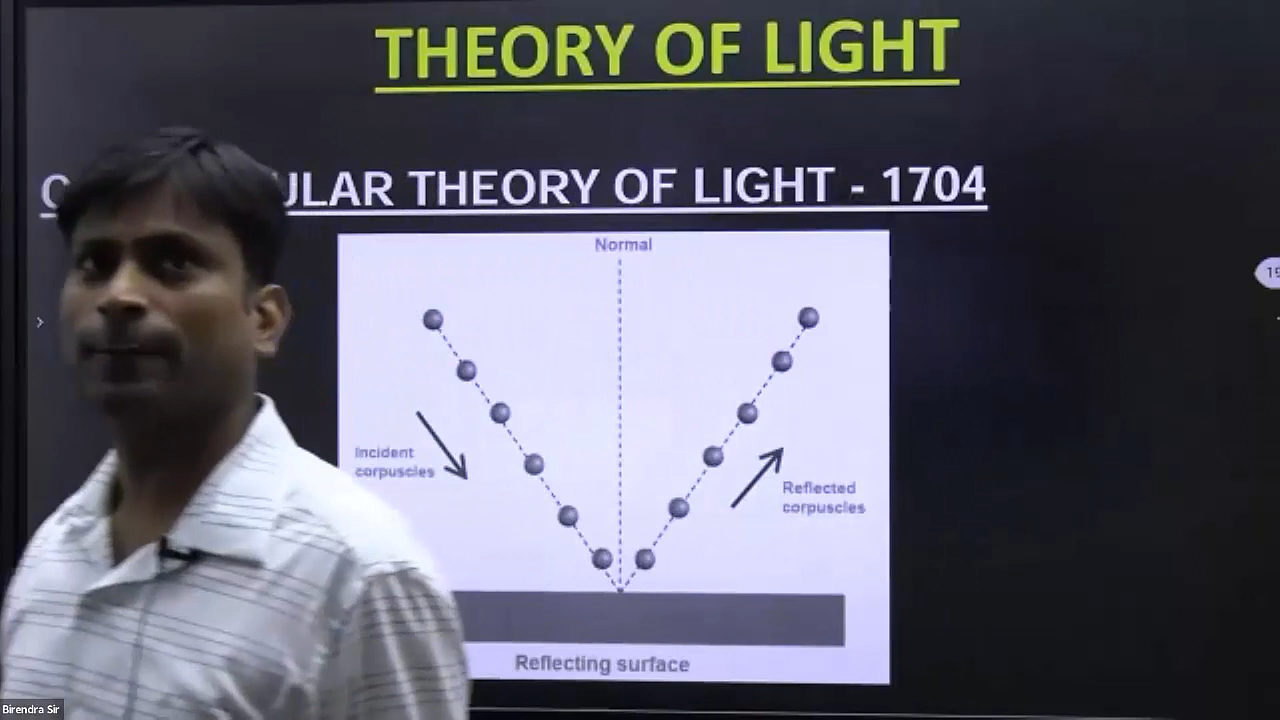 THEORY OF LIGHT
ULAR THEORY OF LIGHT - 1704
Normal
Incident
corpuscles
Reflected
corpuscles
Reflecting surface
Birendra Sir